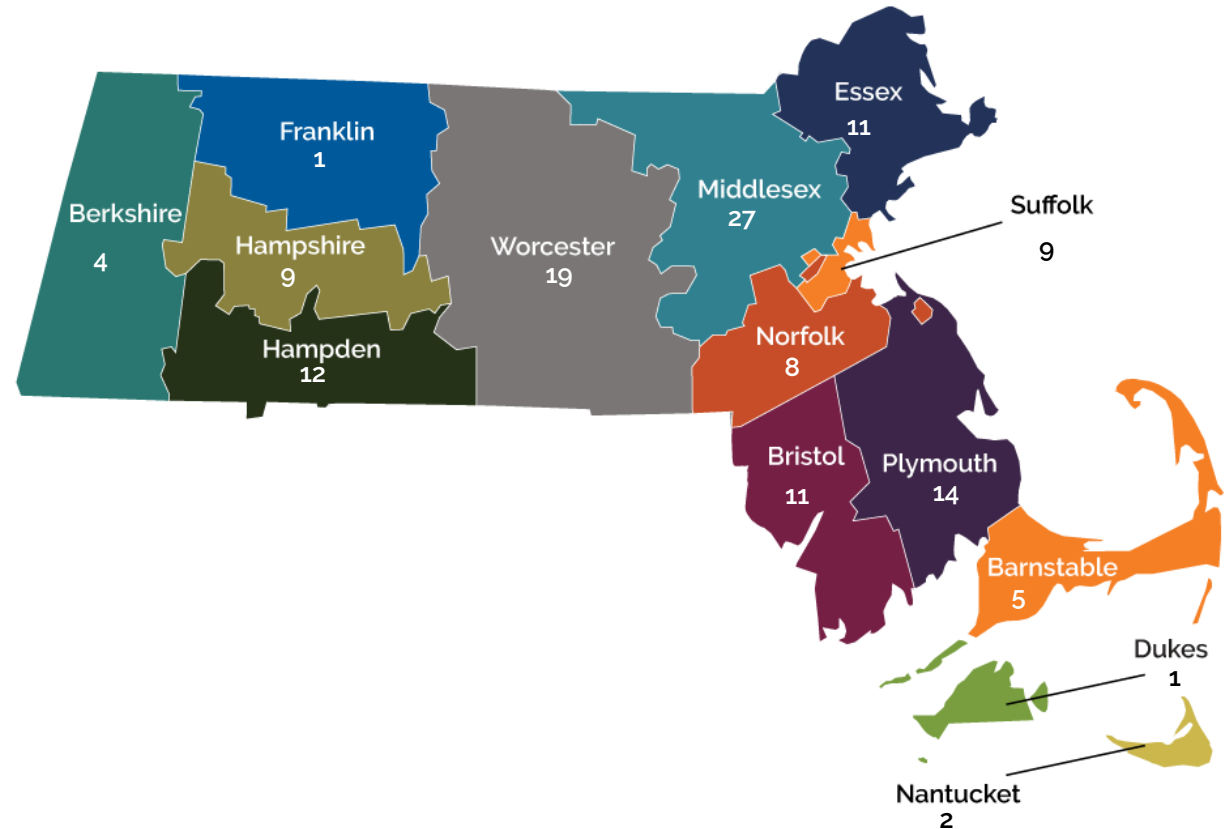 Essex
11
Franklin
1
Middlesex
27
Suffolk
9
Berkshire
4
Hampshire
9
Worcester
19
Norfolk
8
Hampden
12
Bristol
11
Plymouth
14
Barnstable
5
Dukes
1
Nantucket
2